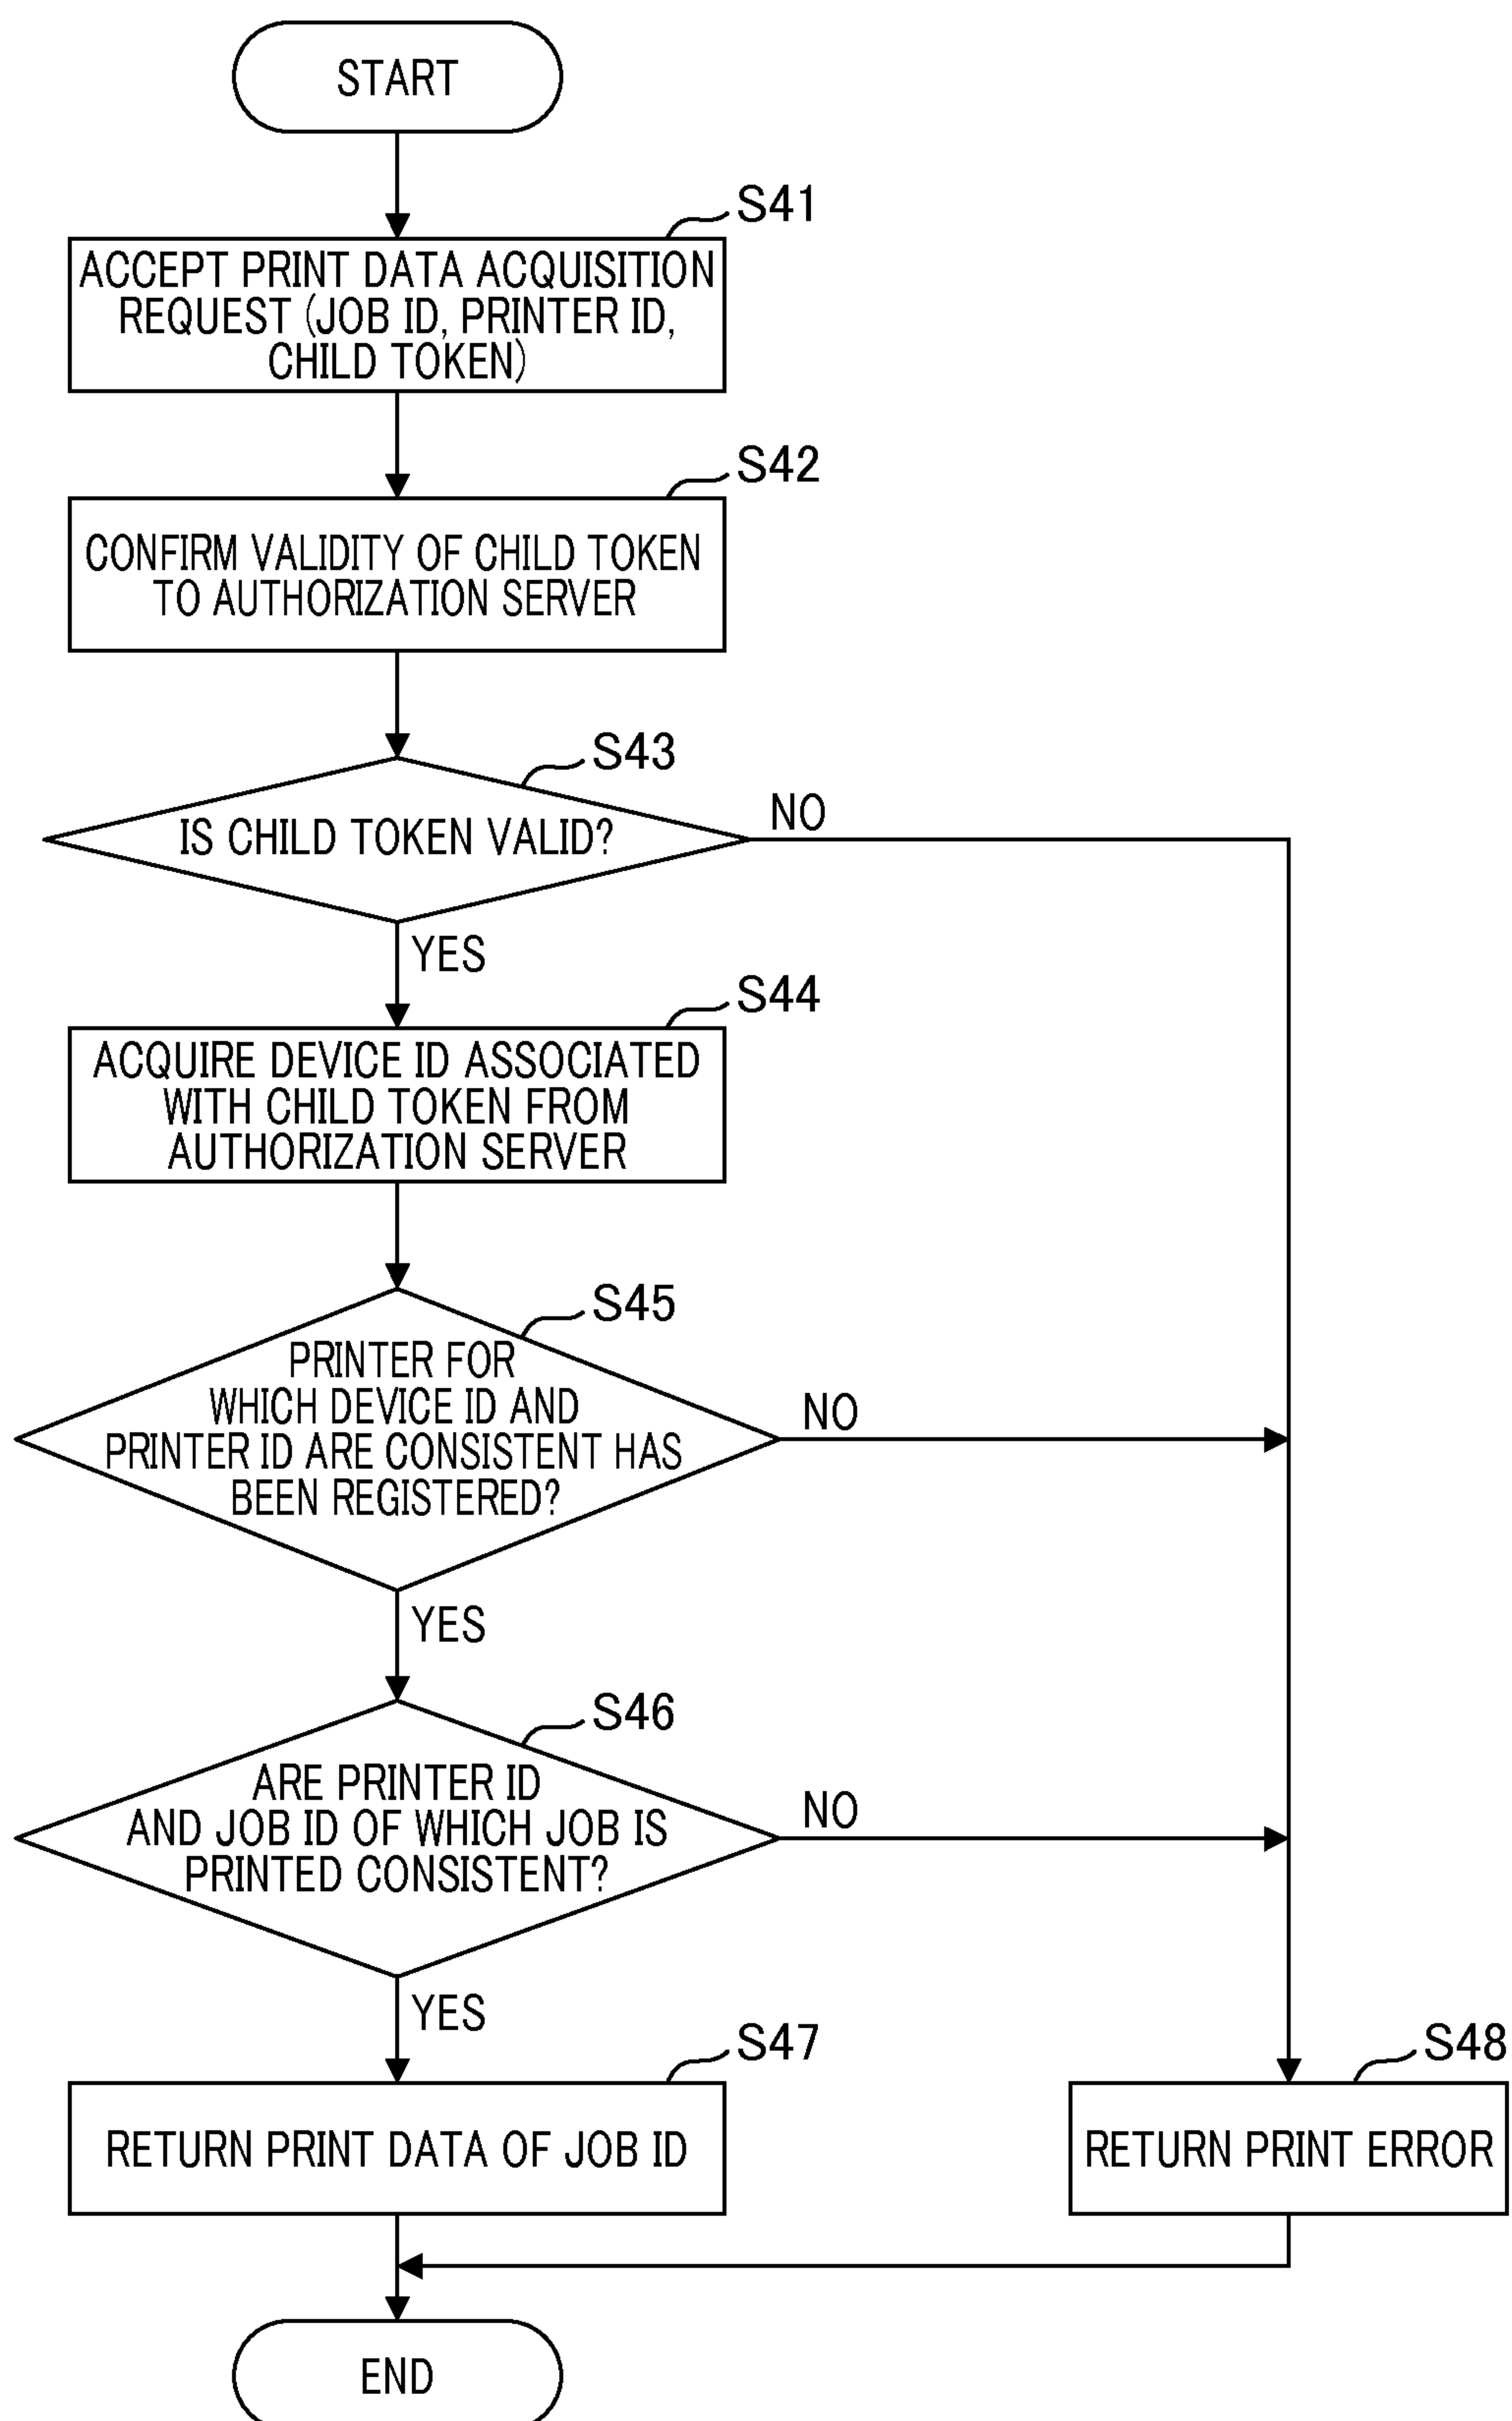 START
S41
ACCEPT PRINT DATA ACQUISITION
REQUEST (JOB ID, PRINTER ID,
CHILD TOKEN)
S42
CONFIRM VALIDITY OF CHILD TOKEN
TO AUTHORIZATION SERVER
S43
IS CHILD TOKEN VALID?
NO
YES
S44
ACQUIRE DEVICE ID ASSOCIATED
WITH CHILD TOKEN FROM
AUTHORIZATION SERVER
S45
PRINTER FOR
WHICH DEVICE ID AND
PRINTER ID ARE CONSISTENT HAS
BEEN REGISTERED?
NO
YES
S46
ARE PRINTER ID
AND JOB ID OF WHICH JOB IS
PRINTED CONSISTENT?
NO
YES
S47
RETURN PRINT DATA OF JOB ID
S48
RETURN PRINT ERROR
END